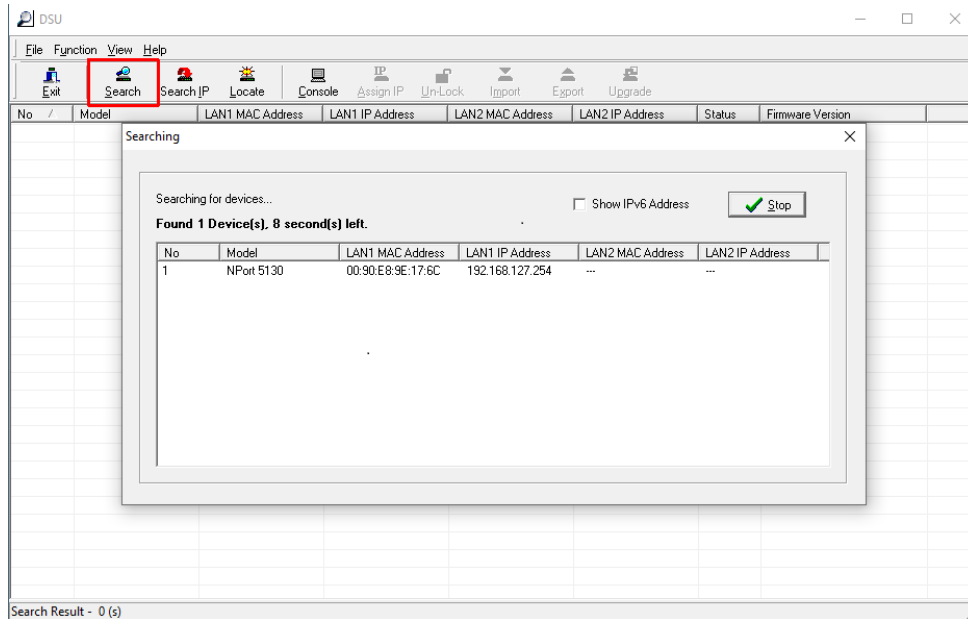 DSU
File Function View Help
Exit Search Search IP Locate Console Assign IP Un-Lock Import Export Upgrade
No Model LAN1 MAC Address LAN1 IP Address LAN2 MAC Address LAN2 IP Address Status Firmware Version
Searching
Searching for devices...
Show IPv6 Address
Stop
Found 1 Device(s), 8 second(s) left.
No Model LAN1 MAC Address LAN1 IP Address LAN2 MAC Address LAN2 IP Address
1 NPort 5130 00:90:E8:9E:17:6C 192.168.127.254 --- ---
Search Result - 0 (s)